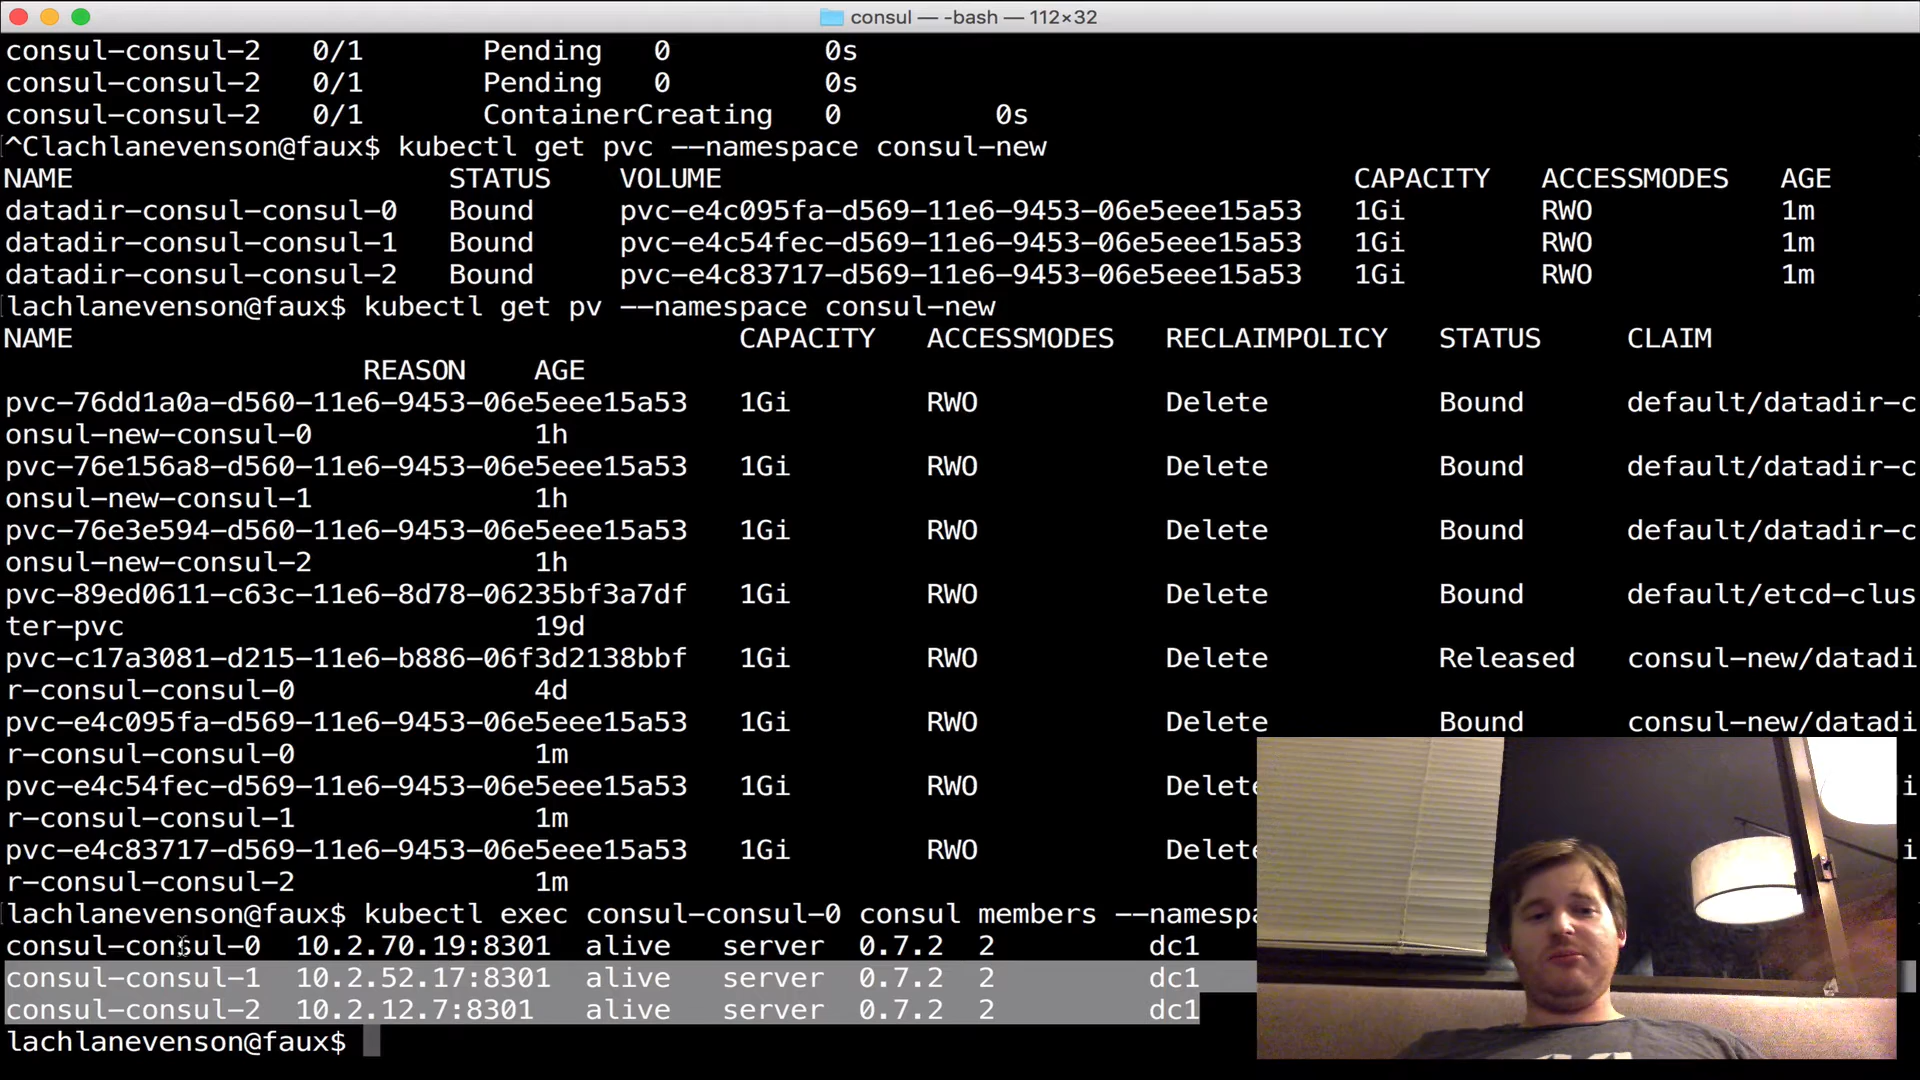 consul — -bash — 112×32
consul-consul-2   0/1       Pending   0         0s
consul-consul-2   0/1       Pending   0         0s
consul-consul-2   0/1       ContainerCreating   0         0s
^Clachlanevenson@faux$ kubectl get pvc --namespace consul-new
NAME                      STATUS    VOLUME                                     CAPACITY   ACCESSMODES   AGE
datadir-consul-consul-0   Bound     pvc-e4c095fa-d569-11e6-9453-06e5eee15a53   1Gi        RWO           1m
datadir-consul-consul-1   Bound     pvc-e4c54fec-d569-11e6-9453-06e5eee15a53   1Gi        RWO           1m
datadir-consul-consul-2   Bound     pvc-e4c83717-d569-11e6-9453-06e5eee15a53   1Gi        RWO           1m
lachlanevenson@faux$ kubectl get pv --namespace consul-new
NAME                                       CAPACITY   ACCESSMODES   RECLAIMPOLICY   STATUS     CLAIM
                     REASON    AGE
pvc-76dd1a0a-d560-11e6-9453-06e5eee15a53   1Gi        RWO           Delete          Bound      default/datadir-c
onsul-new-consul-0             1h
pvc-76e156a8-d560-11e6-9453-06e5eee15a53   1Gi        RWO           Delete          Bound      default/datadir-c
onsul-new-consul-1             1h
pvc-76e3e594-d560-11e6-9453-06e5eee15a53   1Gi        RWO           Delete          Bound      default/datadir-c
onsul-new-consul-2             1h
pvc-89ed0611-c63c-11e6-8d78-06235bf3a7df   1Gi        RWO           Delete          Bound      default/etcd-clus
ter-pvc                        19d
pvc-c17a3081-d215-11e6-b886-06f3d2138bbf   1Gi        RWO           Delete          Released   consul-new/datadi
r-consul-consul-0              4d
pvc-e4c095fa-d569-11e6-9453-06e5eee15a53   1Gi        RWO           Delete          Bound      consul-new/datadi
r-consul-consul-0              1m
pvc-e4c54fec-d569-11e6-9453-06e5eee15a53   1Gi        RWO           Delete
r-consul-consul-1              1m
pvc-e4c83717-d569-11e6-9453-06e5eee15a53   1Gi        RWO           Delete
r-consul-consul-2              1m
lachlanevenson@faux$ kubectl exec consul-consul-0 consul members --namespa
consul-consul-0  10.2.70.19:8301  alive   server  0.7.2  2         dc1
consul-consul-1  10.2.52.17:8301  alive   server  0.7.2  2         dc1
consul-consul-2  10.2.12.7:8301   alive   server  0.7.2  2         dc1
lachlanevenson@faux$